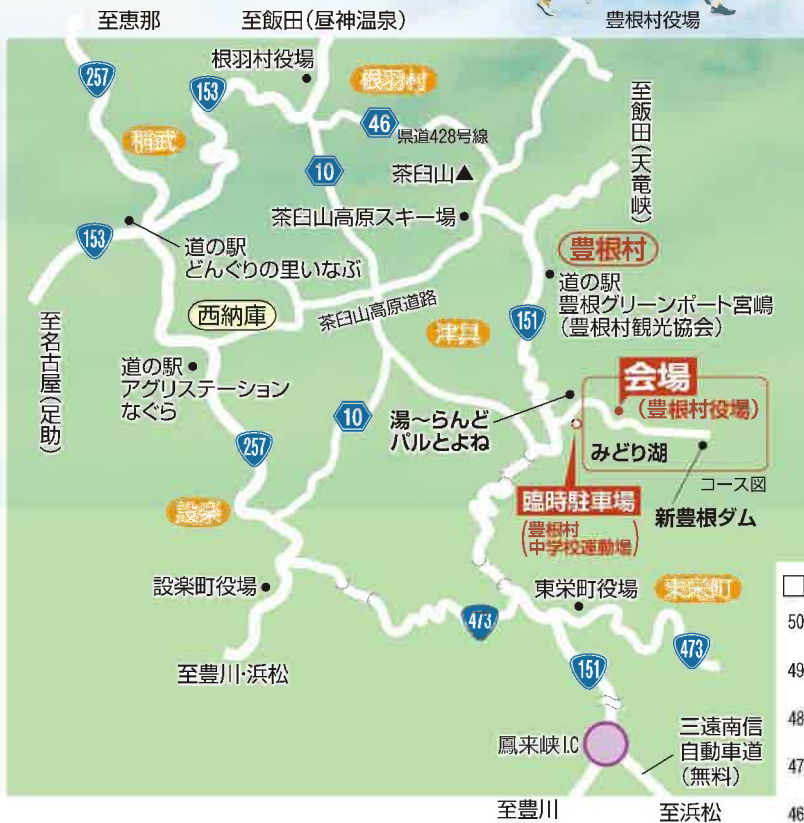 至恵那
至飯田(昼神温泉)
豊根村役場
257
153
根羽村役場
根羽村
46
県道428号線
至飯田(天竜峡)
稲武
10
茶臼山▲
茶臼山高原スキー場
153
道の駅
どんぐりの里いなぶ
豊根村
道の駅
豊根グリーンポート宮嶋
(豊根村観光協会)
西納庫
茶臼山高原道路
津具
151
至名古屋(足助)
道の駅
アグリステーション
なぐら
会場
(豊根村役場)
10
湯~らんど
パルとよね
みどり湖
257
コース図
臨時駐車場
(豊根村
中学校運動場)
新豊根ダム
設楽
設楽町役場
東栄町役場
東栄町
473
473
至豊川・浜松
151
鳳来峡I.C
三遠南信
自動車道
(無料)
至豊川
至浜松
50
49
48
47
46